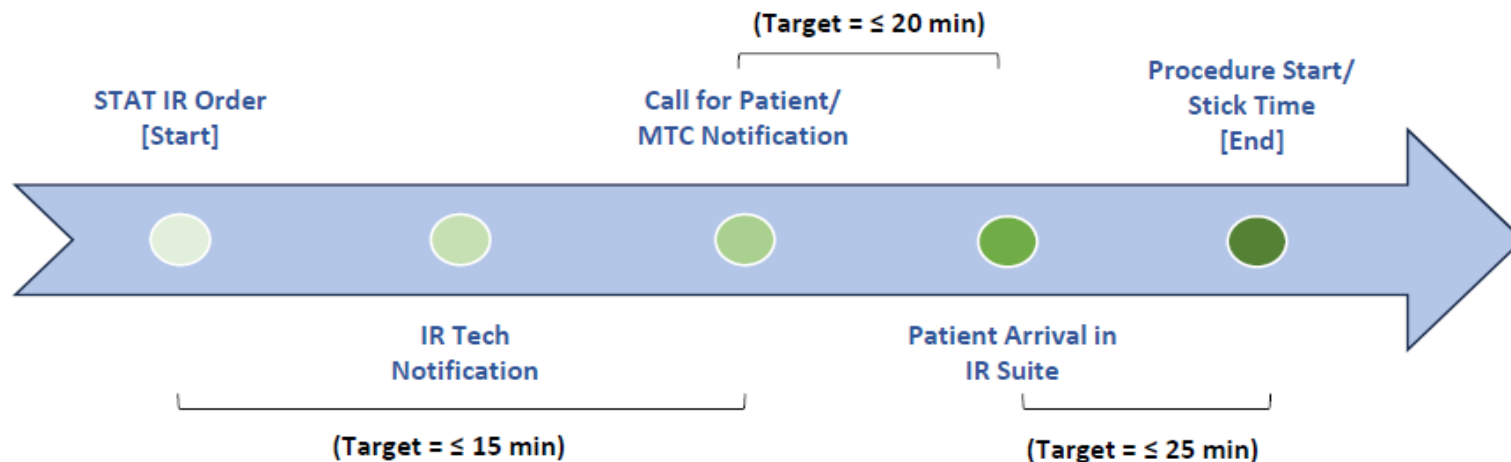 (Target = ≤ 20 min)
STAT IR Order
[Start]
Call for Patient/
MTC Notification
Procedure Start/
Stick Time
[End]
IR Tech
Notification
Patient Arrival in
IR Suite
(Target = ≤ 15 min)
(Target = ≤ 25 min)